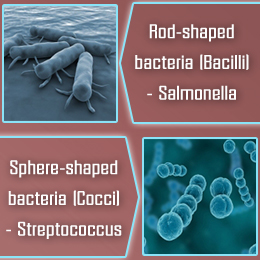 Rod-shaped
bacteria (Bacilli)
- Salmonella
Sphere-shaped
bacteria (Cocci)
- Streptococcus